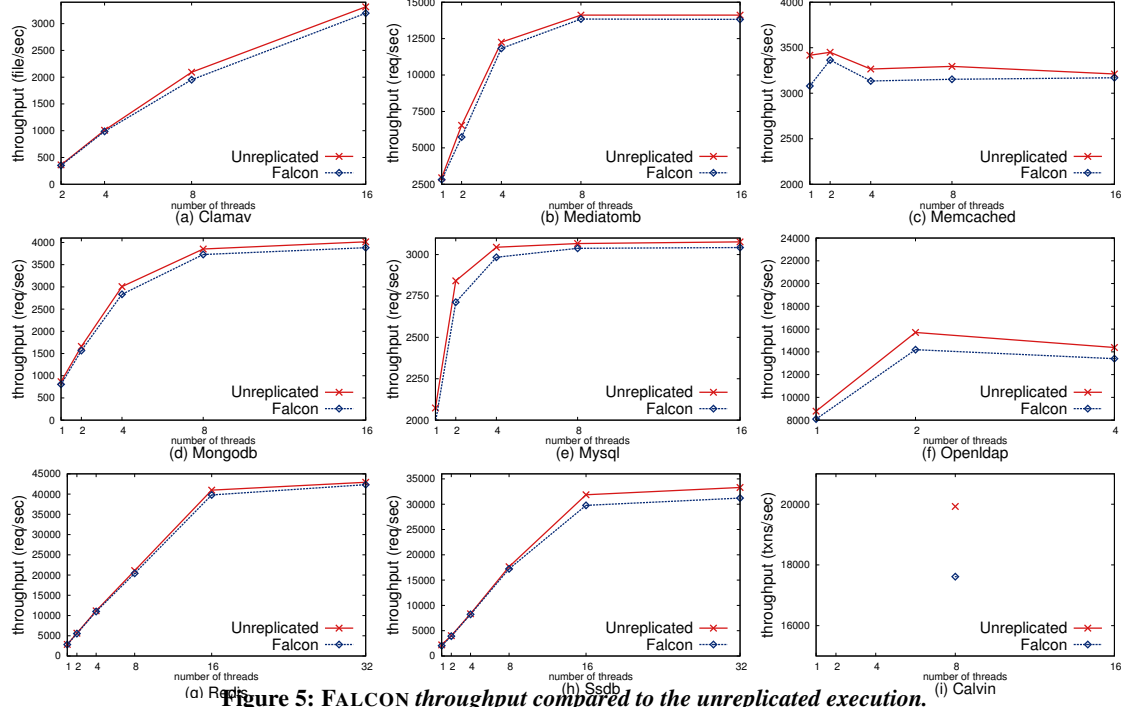 throughput (file/sec)
3000
2500
2000
1500
1000
500
0
Unreplicated
Falcon
2 4 8 16
number of threads
(a) Clamav
throughput (req/sec)
15000
12500
10000
7500
5000
2500
Unreplicated
Falcon
1 2 4 8 16
number of threads
(b) Mediatomb
throughput (req/sec)
4000
3500
3000
2500
2000
Unreplicated
Falcon
1 2 4 8 16
number of threads
(c) Memcached
throughput (req/sec)
4000
3500
3000
2500
2000
1500
1000
500
0
Unreplicated
Falcon
1 2 4 8 16
number of threads
(d) Mongodb
throughput (req/sec)
3000
2750
2500
2250
2000
Unreplicated
Falcon
1 2 4 8 16
number of threads
(e) Mysql
throughput (req/sec)
24000
22000
20000
18000
16000
14000
12000
10000
8000
Unreplicated
Falcon
1 2 4
number of threads
(f) Openldap
throughput (req/sec)
45000
40000
35000
30000
25000
20000
15000
10000
5000
0
Unreplicated
Falcon
1 2 4 8 16 32
number of threads
(g) Redis
throughput (req/sec)
35000
30000
25000
20000
15000
10000
5000
0
Unreplicated
Falcon
1 2 4 8 16 32
number of threads
(h) Ssdb
throughput (txns/sec)
20000
18000
16000
Unreplicated
Falcon
1 2 4 8 16
number of threads
(i) Calvin
Figure 5: FALCON throughput compared to the unreplicated execution.